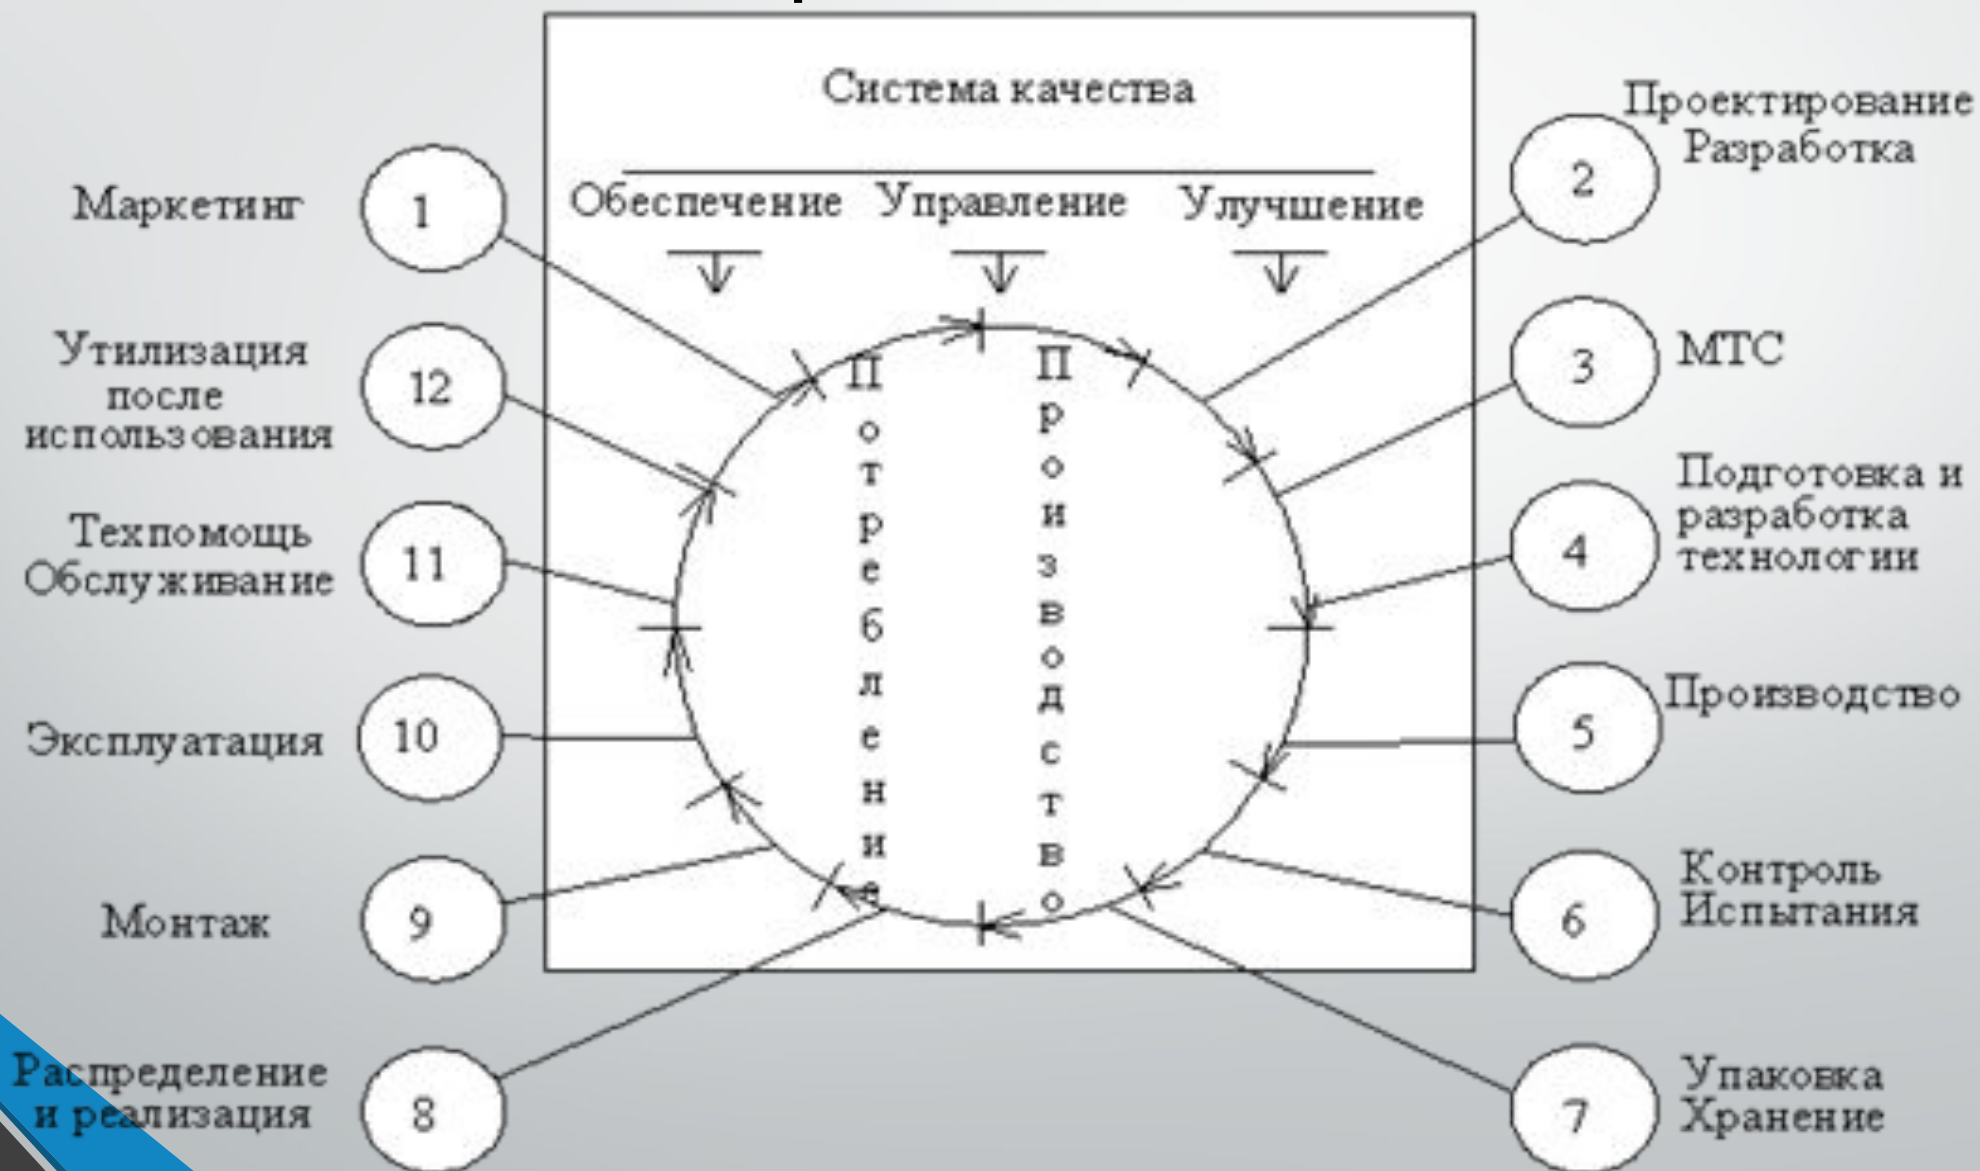 Система качества
Обеспечение Управление Улучшение
Потребление
Производство
1
Маркетинг
2
Проектирование
Разработка
3
МТС
4
Подготовка и
разработка
технологии
5
Производство
6
Контроль
Испытания
7
Упаковка
Хранение
8
Распределение
и реализация
9
Монтаж
10
Эксплуатация
11
Техпомощь
Обслуживание
12
Утилизация
после
использования